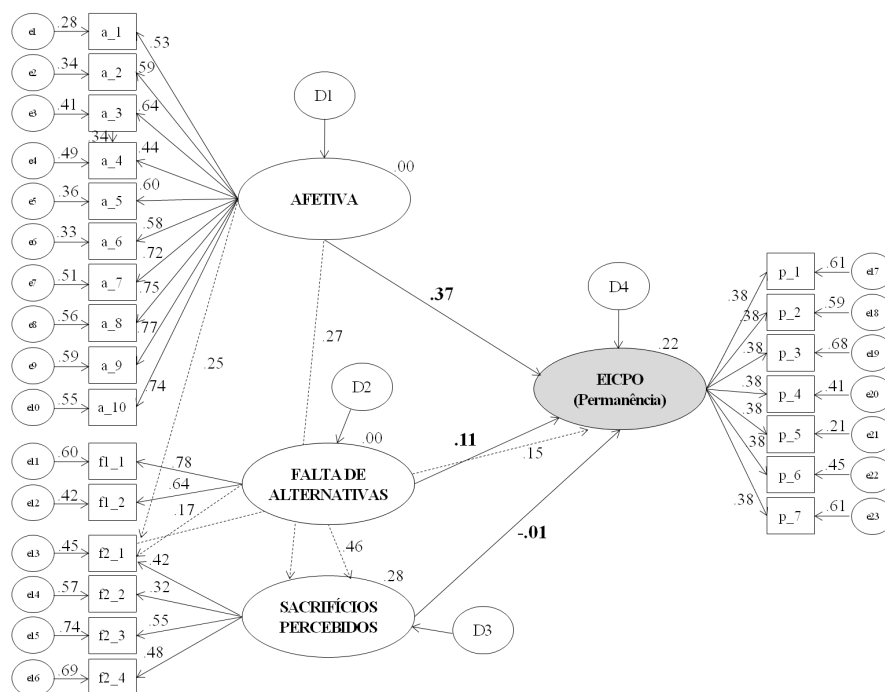 e1 .28 a_1 .53
e2 .34 a_2 .59
D1
e3 .41 a_3 .64
.34
e4 .49 a_4 .44 .00
e5 .36 a_5 .60 AFETIVA
e6 .33 a_6 .58
e7 .51 a_7 .72
e8 .56 a_8 .75
e9 .59 a_9 .77
e10 .55 a_10 .74
.25
.27
.37
D4
.22
EICPO
(Permanência)
p_1 .61 e17
p_2 .59 e18
p_3 .68 e19
p_4 .41 e20
p_5 .21 e21
p_6 .45 e22
p_7 .61 e23
.38
.38
.38
.38
.38
.38
.38
D2
.00
e11 .60 f1_1 .78
FALTA DE
ALTERNATIVAS
e12 .42 f1_2 .64
.11
.15
.17
e13 .45 f2_1 .42
.46
-.01
.28
e14 .57 f2_2 .32
SACRIFÍCIOS
PERCEBIDOS
e15 .74 f2_3 .55
D3
e16 .69 f2_4 .48